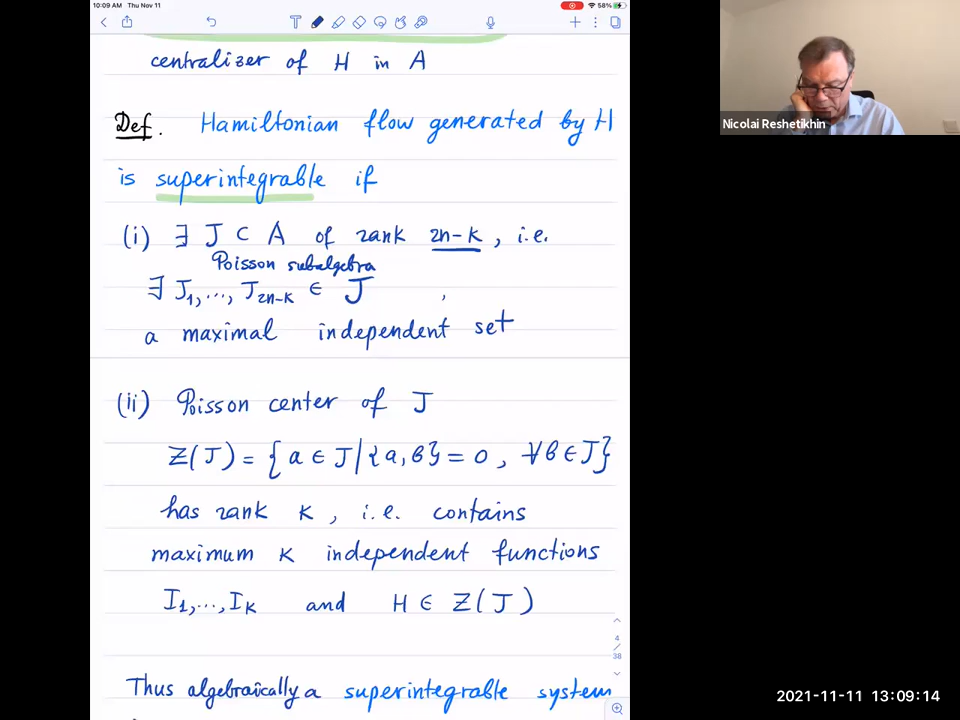 10:09 AM Thu Nov 11
58%
centralizer of H in A
Def. Hamiltonian flow generated by H
is superintegrable if
(i) ∃ J ⊂ A of rank 2n-k, i.e.
Poisson subalgebra
∃ J1, ..., J2n-k ∈ J ,
a maximal independent set
(ii) Poisson center of J
Z(J) = { a ∈ J | {a, b} = 0, ∀b ∈ J }
has rank k, i.e. contains
maximum k independent functions
I1, ..., Ik and H ∈ Z(J)
Thus algebraically a superintegrable system
4
/
38
Nicolai Reshetikhin
2021-11-11 13:09:14